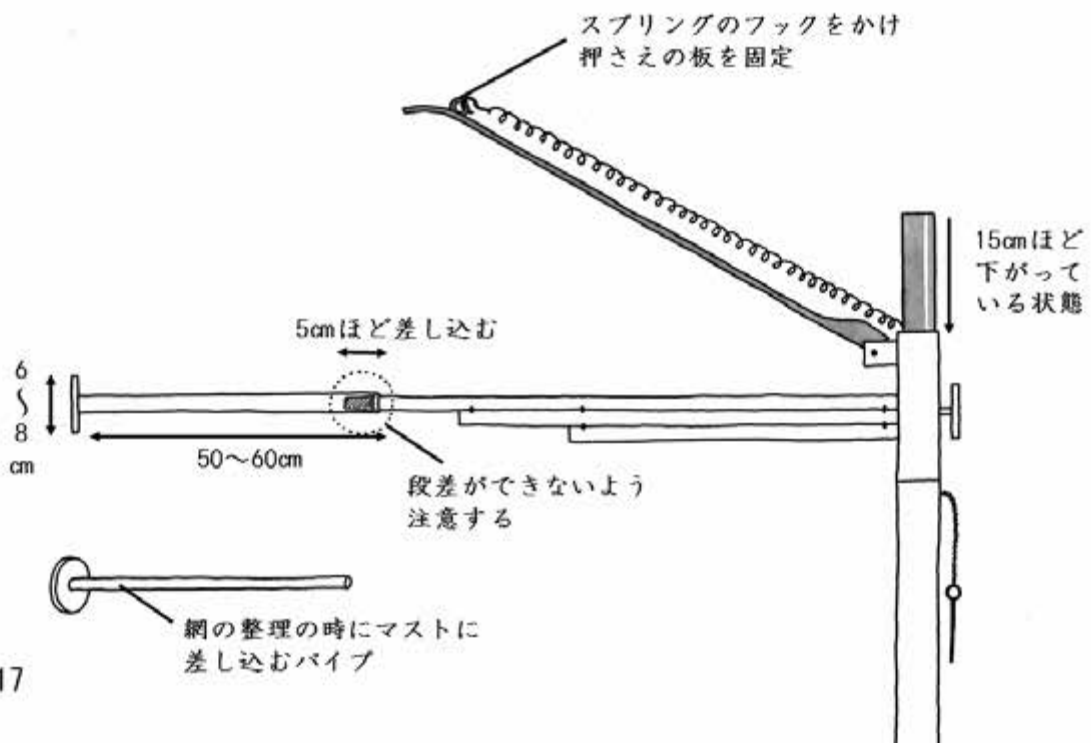 スプリングのフックをかけ
押さえの板を固定
15cmほど
下がって
いる状態
5cmほど差し込む
6
〜
8
cm
50〜60cm
段差ができないよう
注意する
網の整理の時にマストに
差し込むパイプ
17